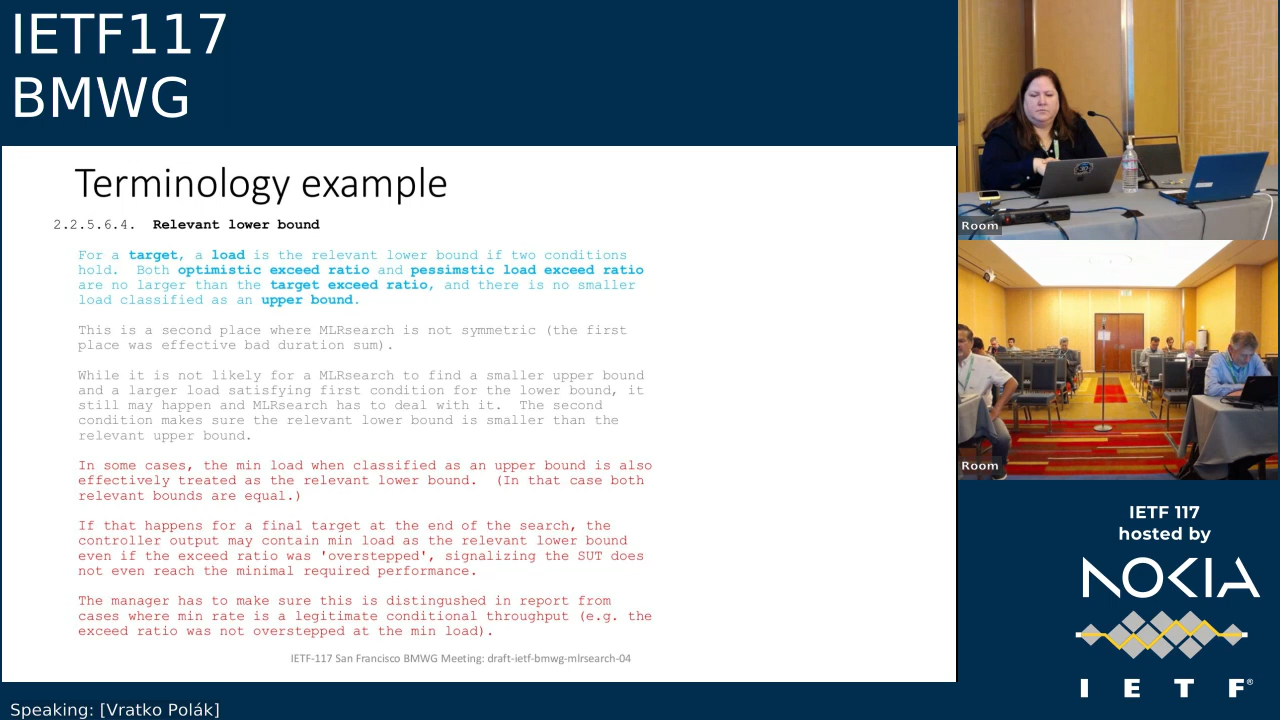 IETF117
BMWG
Terminology example
2.2.5.6.4. Relevant lower bound
For a target, a load is the relevant lower bound if two conditions
hold. Both optimistic exceed ratio and pessimstic load exceed ratio
are no larger than the target exceed ratio, and there is no smaller
load classified as an upper bound.
This is a second place where MLRsearch is not symmetric (the first
place was effective bad duration sum).
While it is not likely for a MLRsearch to find a smaller upper bound
and a larger load satisfying first condition for the lower bound, it
still may happen and MLRsearch has to deal with it. The second
condition makes sure the relevant lower bound is smaller than the
relevant upper bound.
In some cases, the min load when classified as an upper bound is also
effectively treated as the relevant lower bound. (In that case both
relevant bounds are equal.)
If that happens for a final target at the end of the search, the
controller output may contain min load as the relevant lower bound
even if the exceed ratio was 'overstepped', signalizing the SUT does
not even reach the minimal required performance.
The manager has to make sure this is distingushed in report from
cases where min rate is a legitimate conditional throughput (e.g. the
exceed ratio was not overstepped at the min load).
IETF-117 San Francisco BMWG Meeting: draft-ietf-bmwg-mlrsearch-04
Speaking: [Vratko Polák]
Room
Room
IETF 117
hosted by
NOKIA
I E T F®